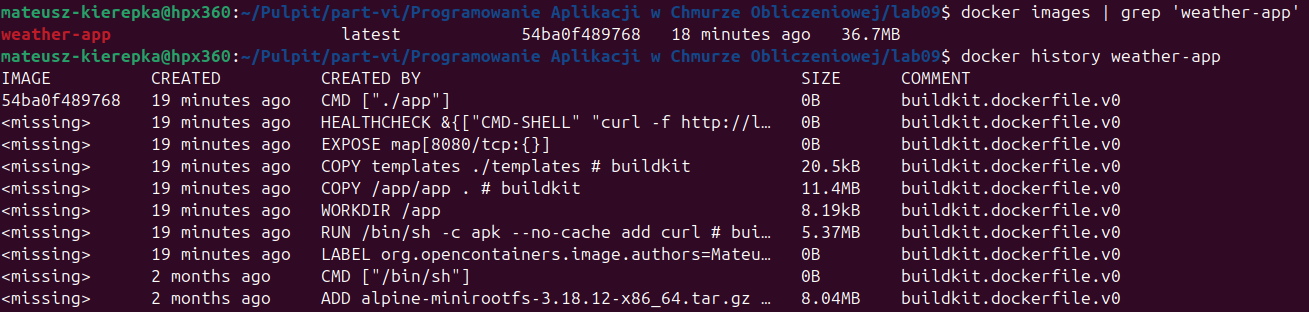 mateusz-kierepka@hpx360:~/Pulpit/part-vi/Programowanie Aplikacji w Chmurze Obliczeniowej/lab09$ docker images | grep 'weather-app'
weather-app                    latest            54ba0f489768   18 minutes ago   36.7MB
mateusz-kierepka@hpx360:~/Pulpit/part-vi/Programowanie Aplikacji w Chmurze Obliczeniowej/lab09$ docker history weather-app
IMAGE          CREATED          CREATED BY                                      SIZE      COMMENT
54ba0f489768   19 minutes ago   CMD ["./app"]                                   0B        buildkit.dockerfile.v0
<missing>      19 minutes ago   HEALTHCHECK &{["CMD-SHELL" "curl -f http://l…   0B        buildkit.dockerfile.v0
<missing>      19 minutes ago   EXPOSE map[8080/tcp:{}]                         0B        buildkit.dockerfile.v0
<missing>      19 minutes ago   COPY templates ./templates # buildkit           20.5kB    buildkit.dockerfile.v0
<missing>      19 minutes ago   COPY /app/app . # buildkit                      11.4MB    buildkit.dockerfile.v0
<missing>      19 minutes ago   WORKDIR /app                                    8.19kB    buildkit.dockerfile.v0
<missing>      19 minutes ago   RUN /bin/sh -c apk --no-cache add curl # bui…   5.37MB    buildkit.dockerfile.v0
<missing>      19 minutes ago   LABEL org.opencontainers.image.authors=Mateu…   0B        buildkit.dockerfile.v0
<missing>      2 months ago     CMD ["/bin/sh"]                                 0B        buildkit.dockerfile.v0
<missing>      2 months ago     ADD alpine-minirootfs-3.18.12-x86_64.tar.gz …   8.04MB    buildkit.dockerfile.v0